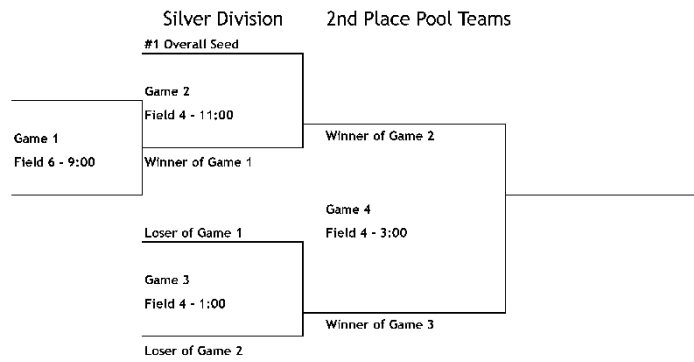 Silver Division
2nd Place Pool Teams
#1 Overall Seed
Game 2
Field 4 - 11:00
Game 1
Field 6 - 9:00
Winner of Game 1
Winner of Game 2
Game 4
Field 4 - 3:00
Loser of Game 1
Game 3
Field 4 - 1:00
Winner of Game 3
Loser of Game 2